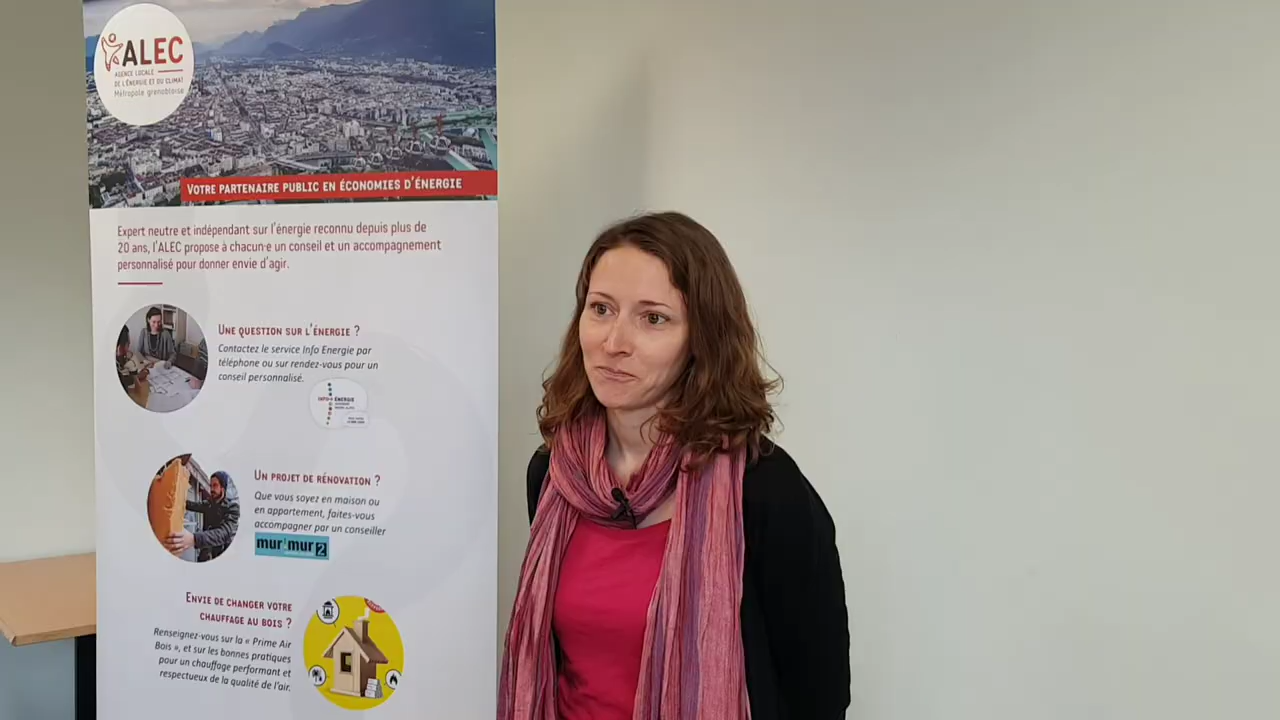 ALEC
AGENCE LOCALE
DE L'ÉNERGIE ET DU CLIMAT
Métropole grenobloise
VOTRE PARTENAIRE PUBLIC EN ÉCONOMIES D'ÉNERGIE
Expert neutre et indépendant sur l'énergie reconnu depuis plus de
20 ans, l'ALEC propose à chacun·e un conseil et un accompagnement
personnalisé pour donner envie d'agir.
UNE QUESTION SUR L'ÉNERGIE ?
Contactez le service Info Energie par
téléphone ou sur rendez-vous pour un
conseil personnalisé.
INFO ÉNERGIE
UN PROJET DE RÉNOVATION ?
Que vous soyez en maison ou
en appartement, faites-vous
accompagner par un conseiller
mur|mur 2
ENVIE DE CHANGER VOTRE
CHAUFFAGE AU BOIS ?
Renseignez-vous sur la « Prime Air
Bois », et sur les bonnes pratiques
pour un chauffage performant et
respectueux de la qualité de l'air.